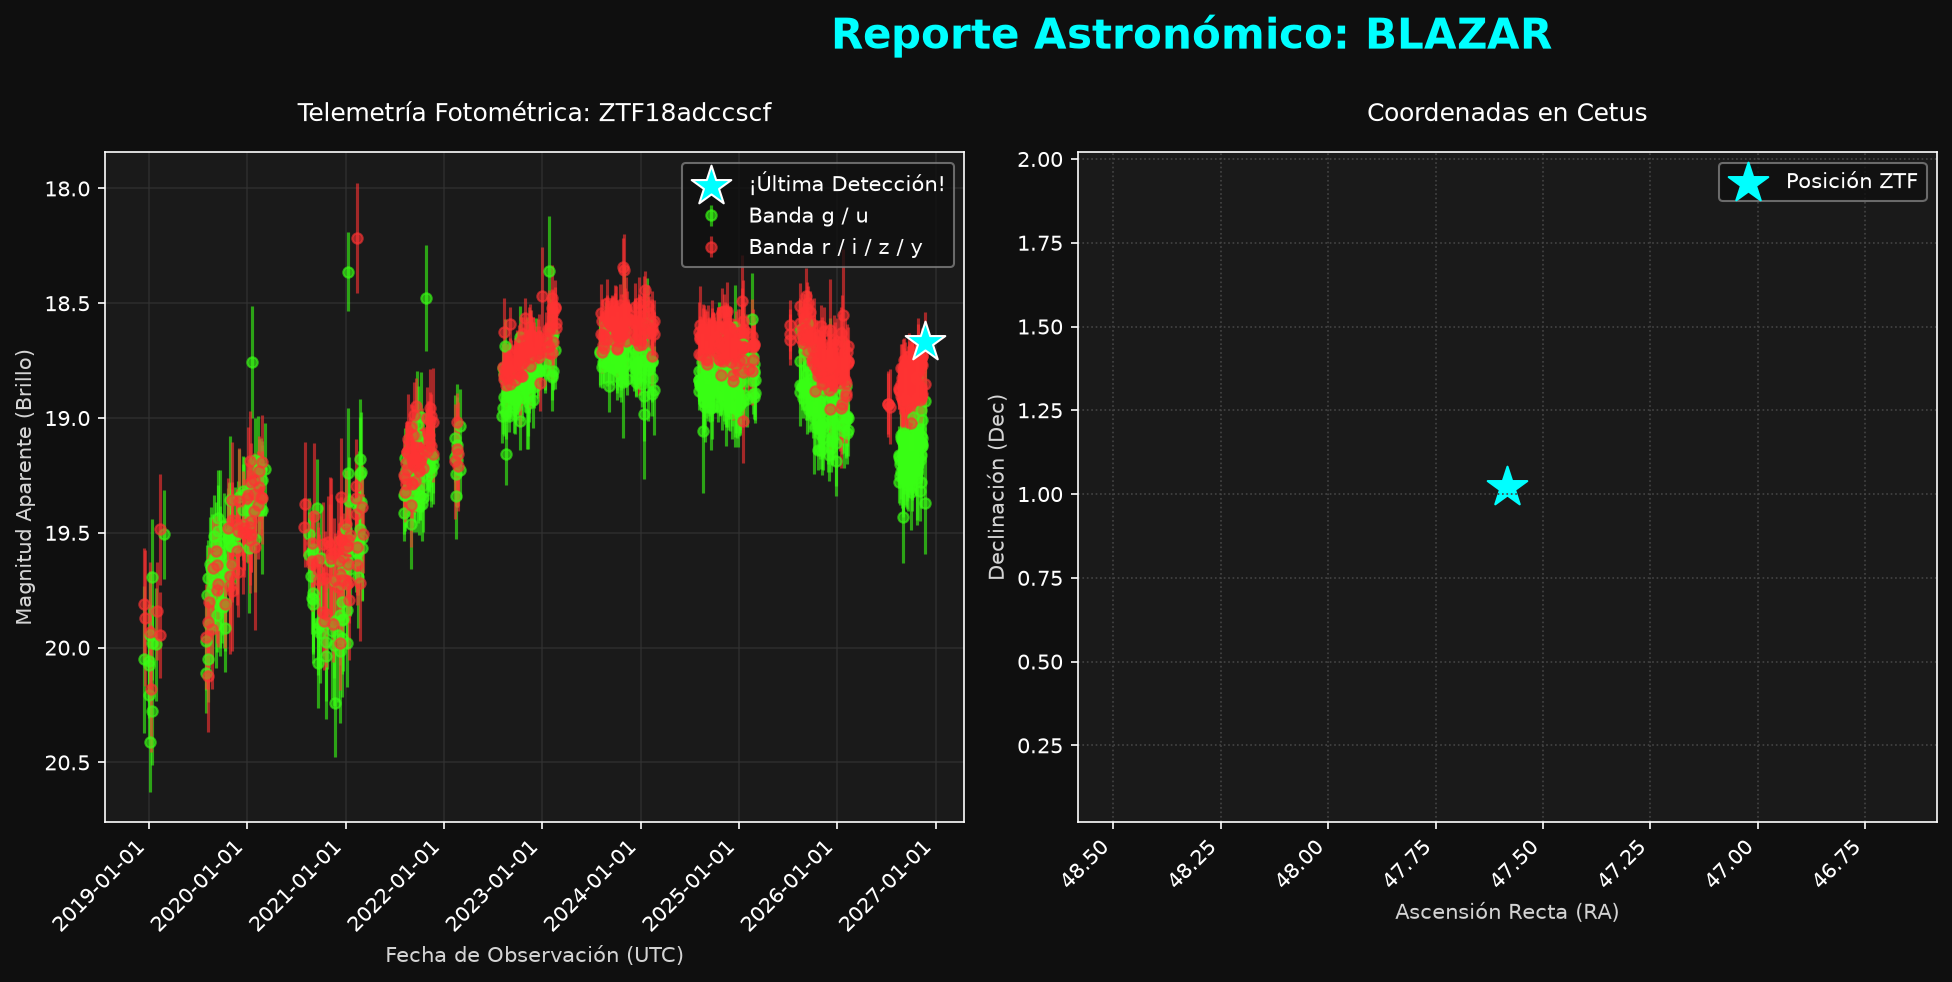 Reporte Astronómico: BLAZAR
Telemetría Fotométrica: ZTF18adccscf
Magnitud Aparente (Brillo)
18.0
18.5
19.0
19.5
20.0
20.5
¡Última Detección!
Banda g / u
Banda r / i / z / y
2019-01-01
2020-01-01
2021-01-01
2022-01-01
2023-01-01
2024-01-01
2025-01-01
2026-01-01
2027-01-01
Fecha de Observación (UTC)
Coordenadas en Cetus
Declinación (Dec)
2.00
1.75
1.50
1.25
1.00
0.75
0.50
0.25
Posición ZTF
48.50
48.25
48.00
47.75
47.50
47.25
47.00
46.75
Ascensión Recta (RA)